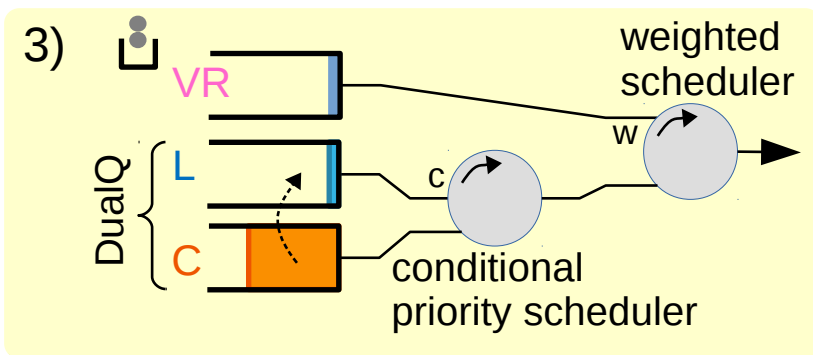 3)
VR
weighted
scheduler
w
DualQ
L
c
C
conditional
priority scheduler